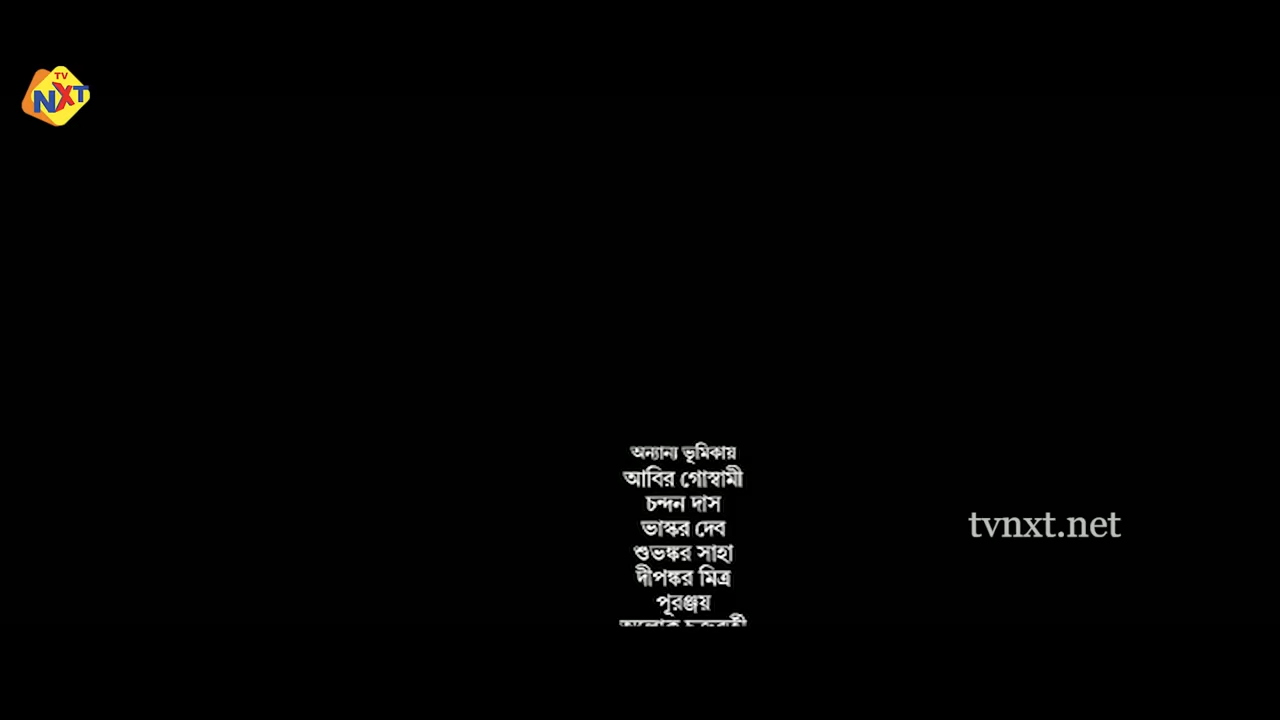 TV
NXT
অন্যান্য ভূমিকায়
আবির গোস্বামী
চন্দন দাস
ভাস্কর দেব
শুভঙ্কর সাহা
দীপঙ্কর মিত্র
tvnxt.net
পূরঞ্জয়